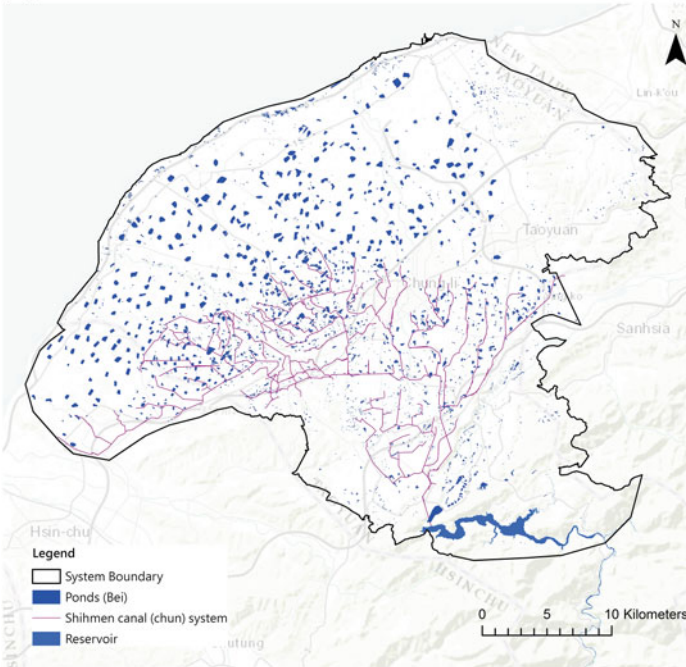 N
NEW TAIPEI
TAOYUAN
Lin-k'ou
Taoyuan
Chungli
Sanhsia
Hsin-chu
HSINCHU
HSINCHU
Legend
System Boundary
Ponds (Bei)
Shihmen canal (chun) system
Reservoir
0 5 10 Kilometers